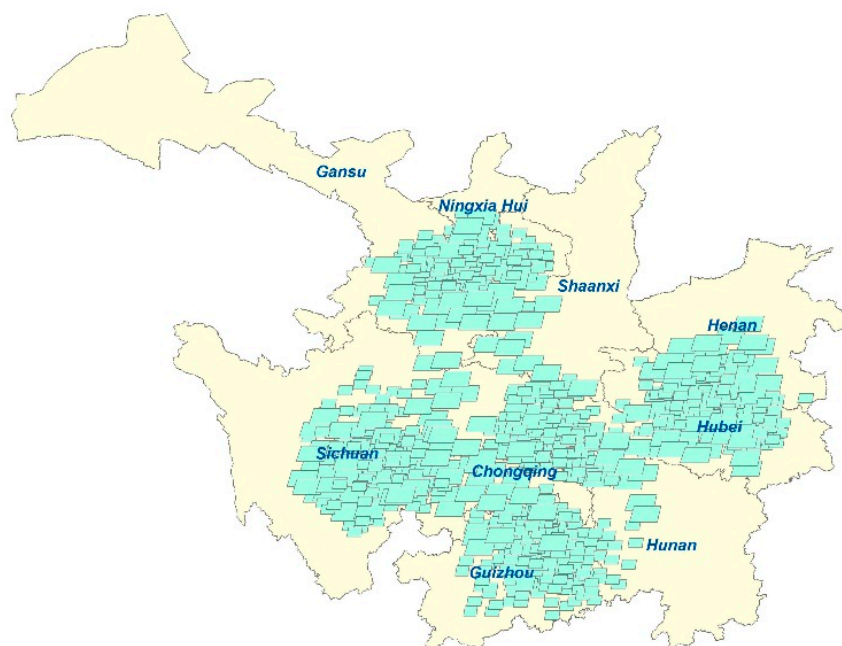 Gansu
Ningxia Hui
Shaanxi
Henan
Hubei
Sichuan
Chongqing
Hunan
Guizhou